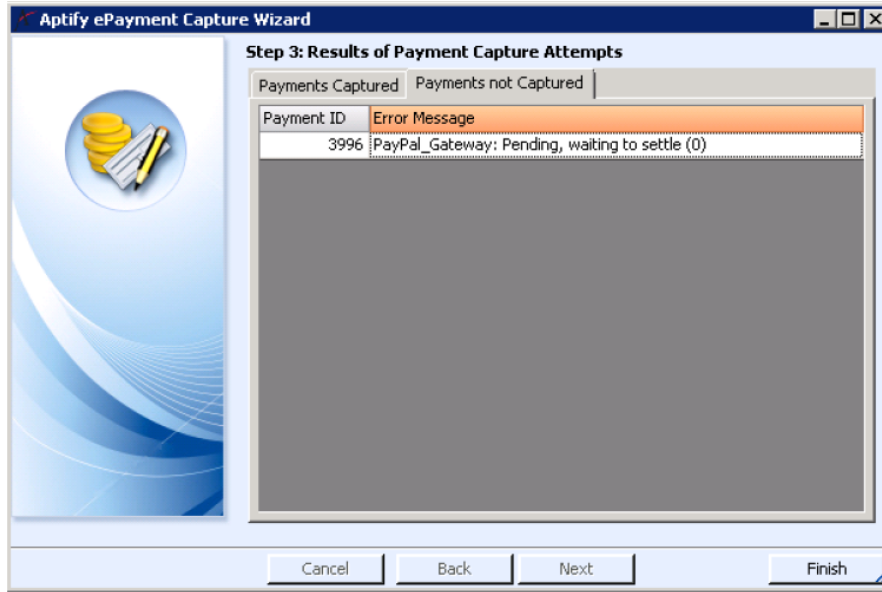 Aptify ePayment Capture Wizard
Step 3: Results of Payment Capture Attempts
Payments Captured Payments not Captured
Payment ID Error Message
3996 PayPal_Gateway: Pending, waiting to settle (0)
Cancel Back Next Finish